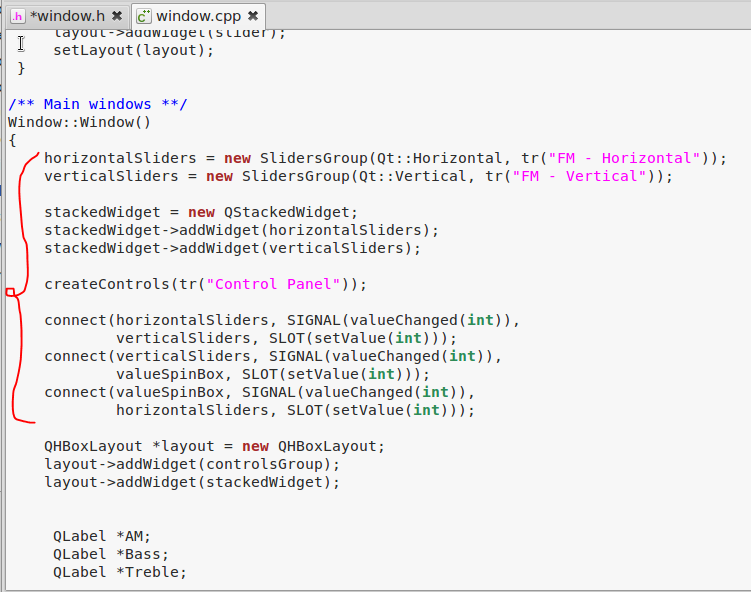 *window.h ✖ window.cpp ✖
layout->addWidget(slider);
setLayout(layout);
}
/** Main windows **/
Window::Window()
{
horizontalSliders = new SlidersGroup(Qt::Horizontal, tr("FM - Horizontal"));
verticalSliders = new SlidersGroup(Qt::Vertical, tr("FM - Vertical"));
stackedWidget = new QStackedWidget;
stackedWidget->addWidget(horizontalSliders);
stackedWidget->addWidget(verticalSliders);
createControls(tr("Control Panel"));
connect(horizontalSliders, SIGNAL(valueChanged(int)),
verticalSliders, SLOT(setValue(int)));
connect(verticalSliders, SIGNAL(valueChanged(int)),
valueSpinBox, SLOT(setValue(int)));
connect(valueSpinBox, SIGNAL(valueChanged(int)),
horizontalSliders, SLOT(setValue(int)));
QHBoxLayout *layout = new QHBoxLayout;
layout->addWidget(controlsGroup);
layout->addWidget(stackedWidget);
QLabel *AM;
QLabel *Bass;
QLabel *Treble;